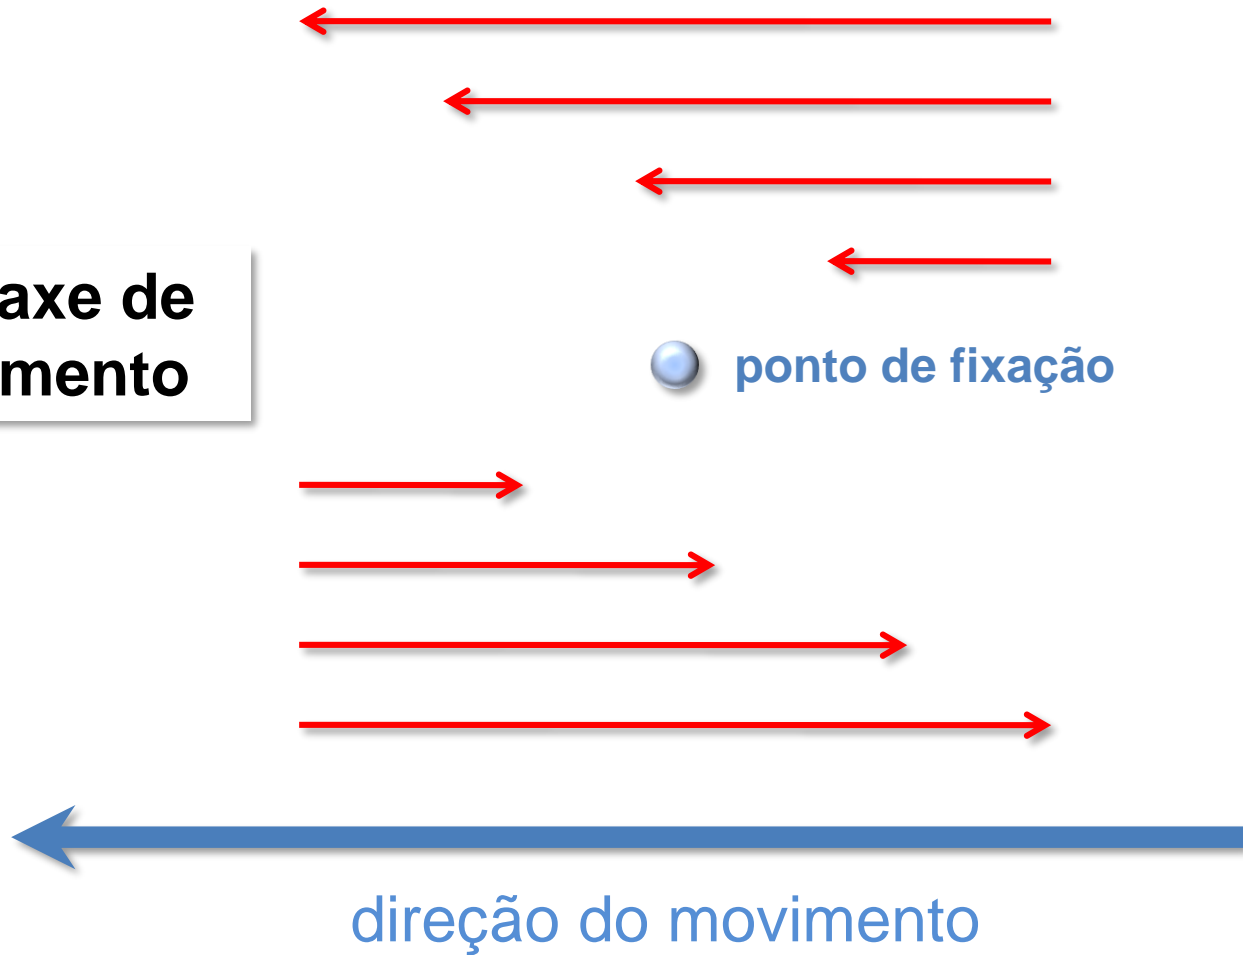 axe de
mento
ponto de fixação
direção do movimento